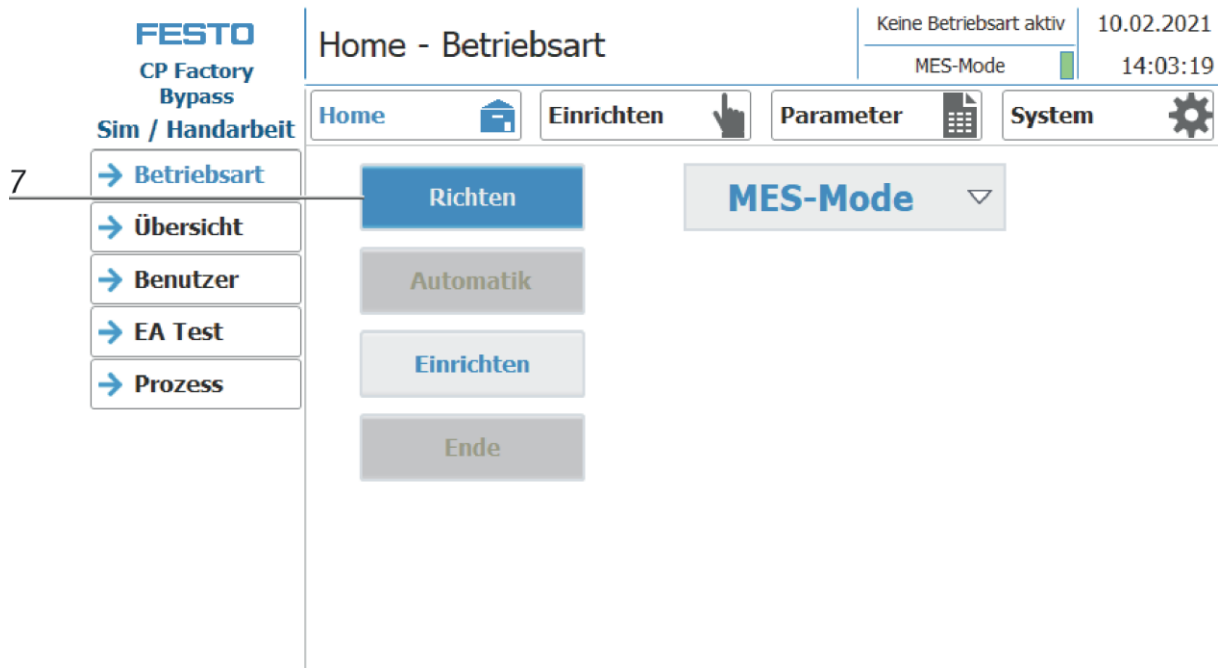 FESTO
CP Factory
Bypass
Sim / Handarbeit
Home - Betriebsart
Keine Betriebsart aktiv
MES-Mode
10.02.2021
14:03:19
Home
Einrichten
Parameter
System
7
Betriebsart
Übersicht
Benutzer
EA Test
Prozess
Richten
Automatik
Einrichten
Ende
MES-Mode